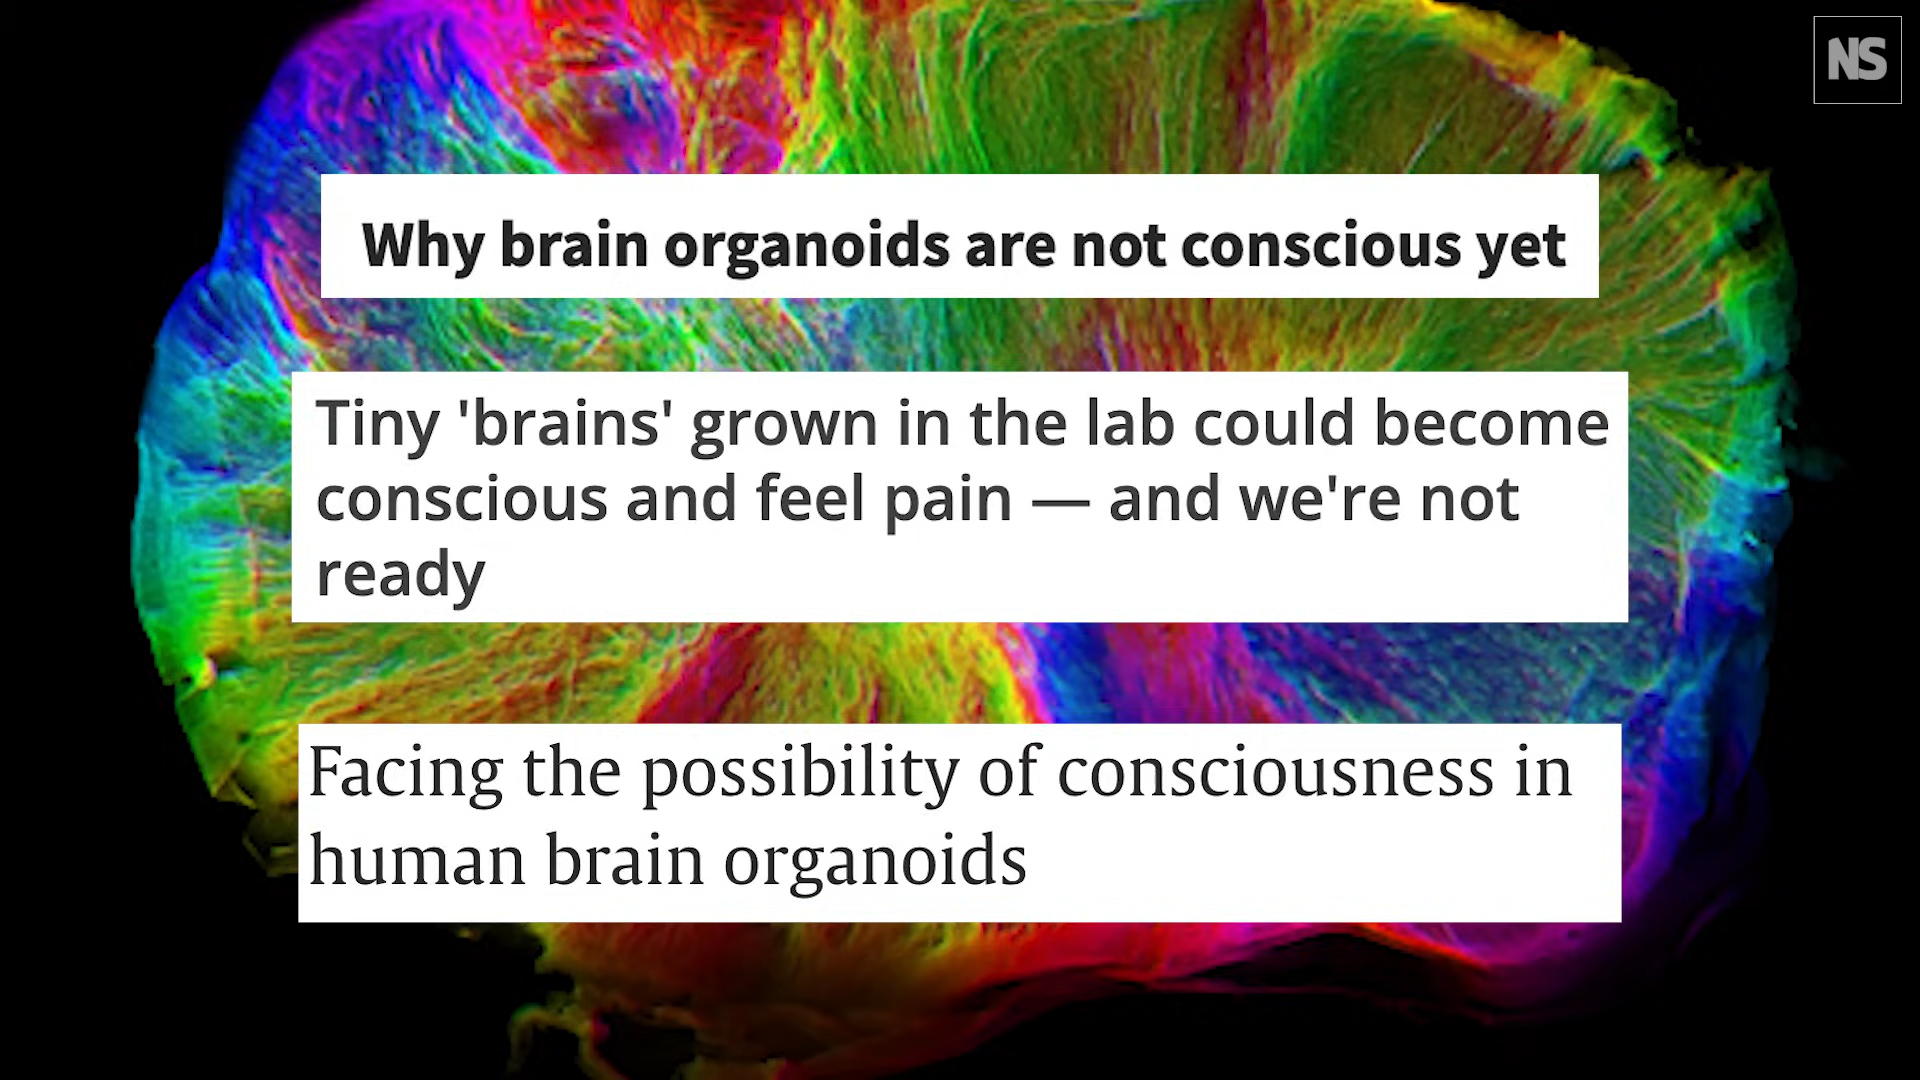 NS
Why brain organoids are not conscious yet
Tiny 'brains' grown in the lab could become
conscious and feel pain — and we're not
ready
Facing the possibility of consciousness in
human brain organoids